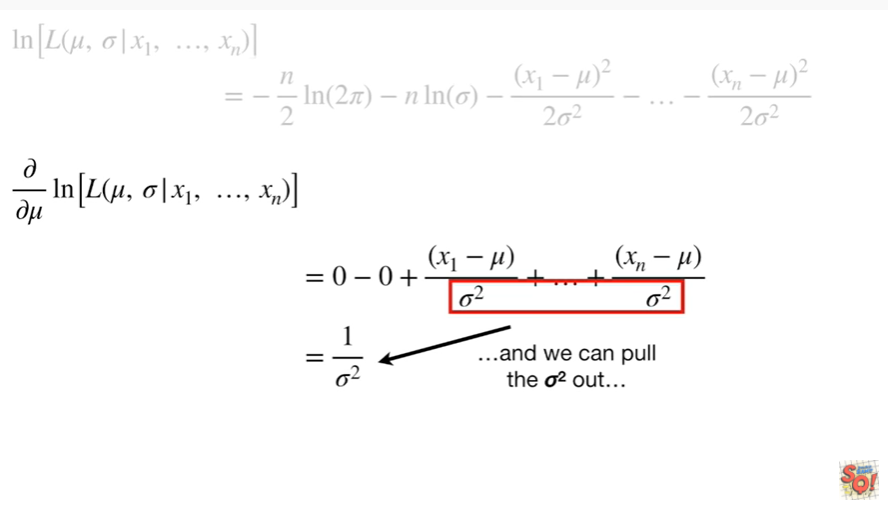 ln[L(μ, σ|x₁, …, xₙ)]
= −n/2 ln(2π) − n ln(σ) − (x₁ − μ)²/2σ² − … − (xₙ − μ)²/2σ²
∂/∂μ ln[L(μ, σ|x₁, …, xₙ)]
= 0 − 0 + (x₁ − μ)/σ² + … + (xₙ − μ)/σ²
= 1/σ²
…and we can pull
the σ² out…
SQ!